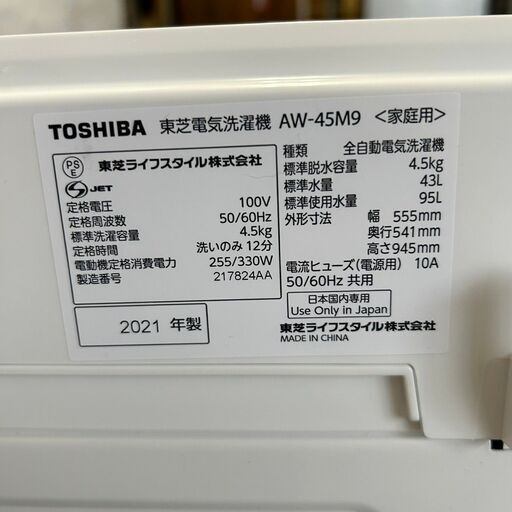 TOSHIBA 東芝電気洗濯機 AW-45M9 <家庭用>
PS
E
東芝ライフスタイル株式会社
S JET
定格電圧 100V
定格周波数 50/60Hz
標準洗濯容量 4.5kg
定格時間 洗いのみ 12分
電動機定格消費電力 255/330W
製造番号 217824AA
2021 年製
種類 全自動電気洗濯機
標準脱水容量 4.5kg
標準水量 43L
標準使用水量 95L
外形寸法 幅 555mm
奥行541mm
高さ945mm
電流ヒューズ(電源用) 10A
50/60Hz 共用
日本国内専用
Use Only in Japan
東芝ライフスタイル株式会社
MADE IN CHINA